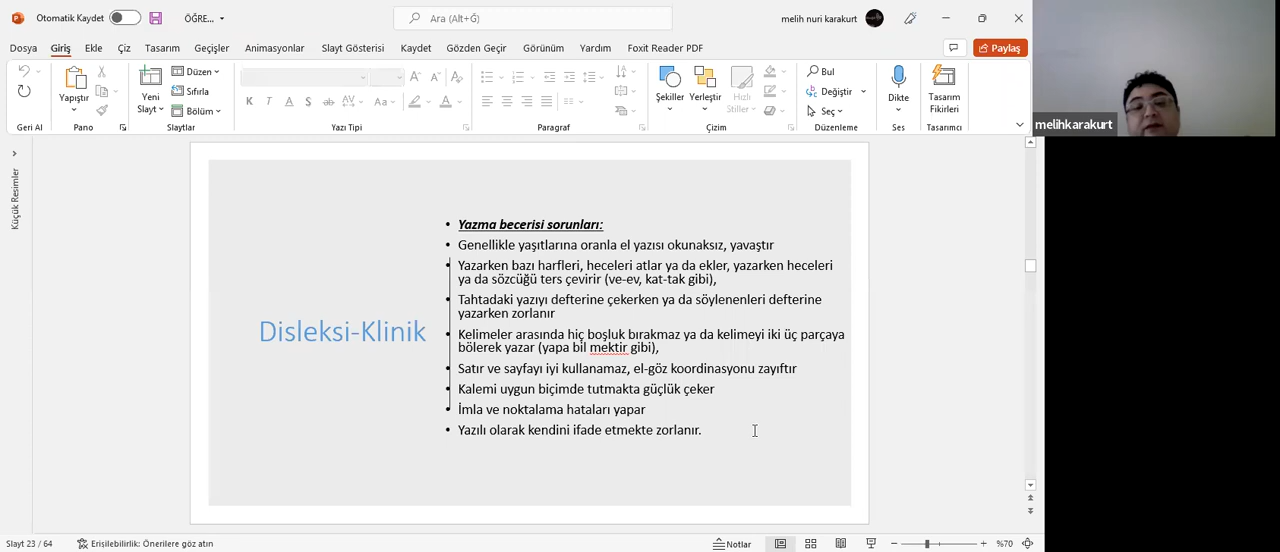 Otomatik Kaydet
ÖĞRE...
Ara (Alt+Ğ)
melih nuri karakurt
Dosya Giriş Ekle Çiz Tasarım Geçişler Animasyonlar Slayt Gösterisi Kaydet Gözden Geçir Görünüm Yardım Foxit Reader PDF
Paylaş
Yapıştır
Yeni
Slayt
Düzen
Sıfırla
Bölüm
K T A S ab AV Aa
Şekiller
Yerleştir
Hızlı
Stiller
Bul
Değiştir
Seç
Dikte
Tasarım
Fikirleri
Geri Al Pano Slaytlar Yazı Tipi Paragraf Çizim Düzenleme Ses Tasarımcı
melihkarakurt
Küçük Resimler
Disleksi-Klinik
• Yazma becerisi sorunları:
• Genellikle yaşıtlarına oranla el yazısı okunaksız, yavaştır
• Yazarken bazı harfleri, heceleri atlar ya da ekler, yazarken heceleri
ya da sözcüğü ters çevirir (ve-ev, kat-tak gibi),
• Tahtadaki yazıyı defterine çekerken ya da söylenenleri defterine
yazarken zorlanır
• Kelimeler arasında hiç boşluk bırakmaz ya da kelimeyi iki üç parçaya
bölerek yazar (yapa bil mektir gibi),
• Satır ve sayfayı iyi kullanamaz, el-göz koordinasyonu zayıftır
• Kalemi uygun biçimde tutmakta güçlük çeker
• İmla ve noktalama hataları yapar
• Yazılı olarak kendini ifade etmekte zorlanır.
Slayt 23 / 64
Erişilebilirlik: Önerilere göz atın
Notlar
%70